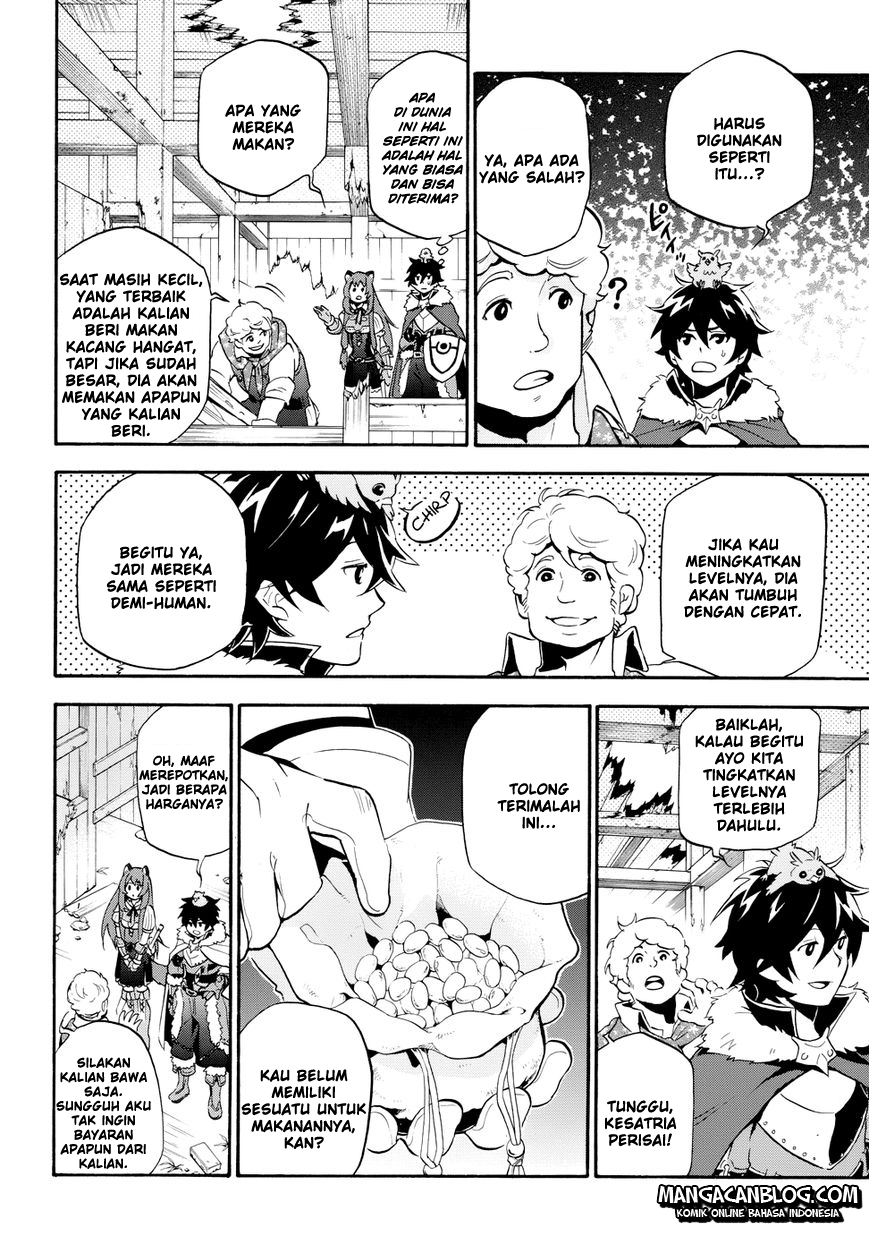 HARUS
DIGUNAKAN
SEPERTI
ITU...?
YA, APA ADA
YANG SALAH?
ピィ
?
APA
DI DUNIA
INI HAL
SEPERTI INI
ADALAH HAL
YANG BIASA
DAN BISA
DITERIMA?
APA YANG
MEREKA
MAKAN?
SAAT MASIH KECIL,
YANG TERBAIK
ADALAH KALIAN
BERI MAKAN
KACANG HANGAT,
TAPI JIKA SUDAH
BESAR, DIA AKAN
MEMAKAN APAPUN
YANG KALIAN
BERI.
JIKA KAU
MENINGKATKAN
LEVELNYA, DIA
AKAN TUMBUH
DENGAN CEPAT.
CHIRP
BEGITU YA,
JADI MEREKA
SAMA SEPERTI
DEMI-HUMAN.
BAIKLAH,
KALAU BEGITU
AYO KITA
TINGKATKAN
LEVELNYA
TERLEBIH
DAHULU.
TUNGGU,
KESATRIA
PERISAI!
TOLONG
TERIMALAH
INI...
KAU BELUM
MEMILIKI
SESUATU UNTUK
MAKANANNYA,
KAN?
OH, MAAF
MEREPOTKAN,
JADI BERAPA
HARGANYA?
SILAKAN
KALIAN BAWA
SAJA.
SUNGGUH AKU
TAK INGIN
BAYARAN
APAPUN DARI
KALIAN.
MANGACANBLOG.COM
KOMIK ONLINE BAHASA INDONESIA